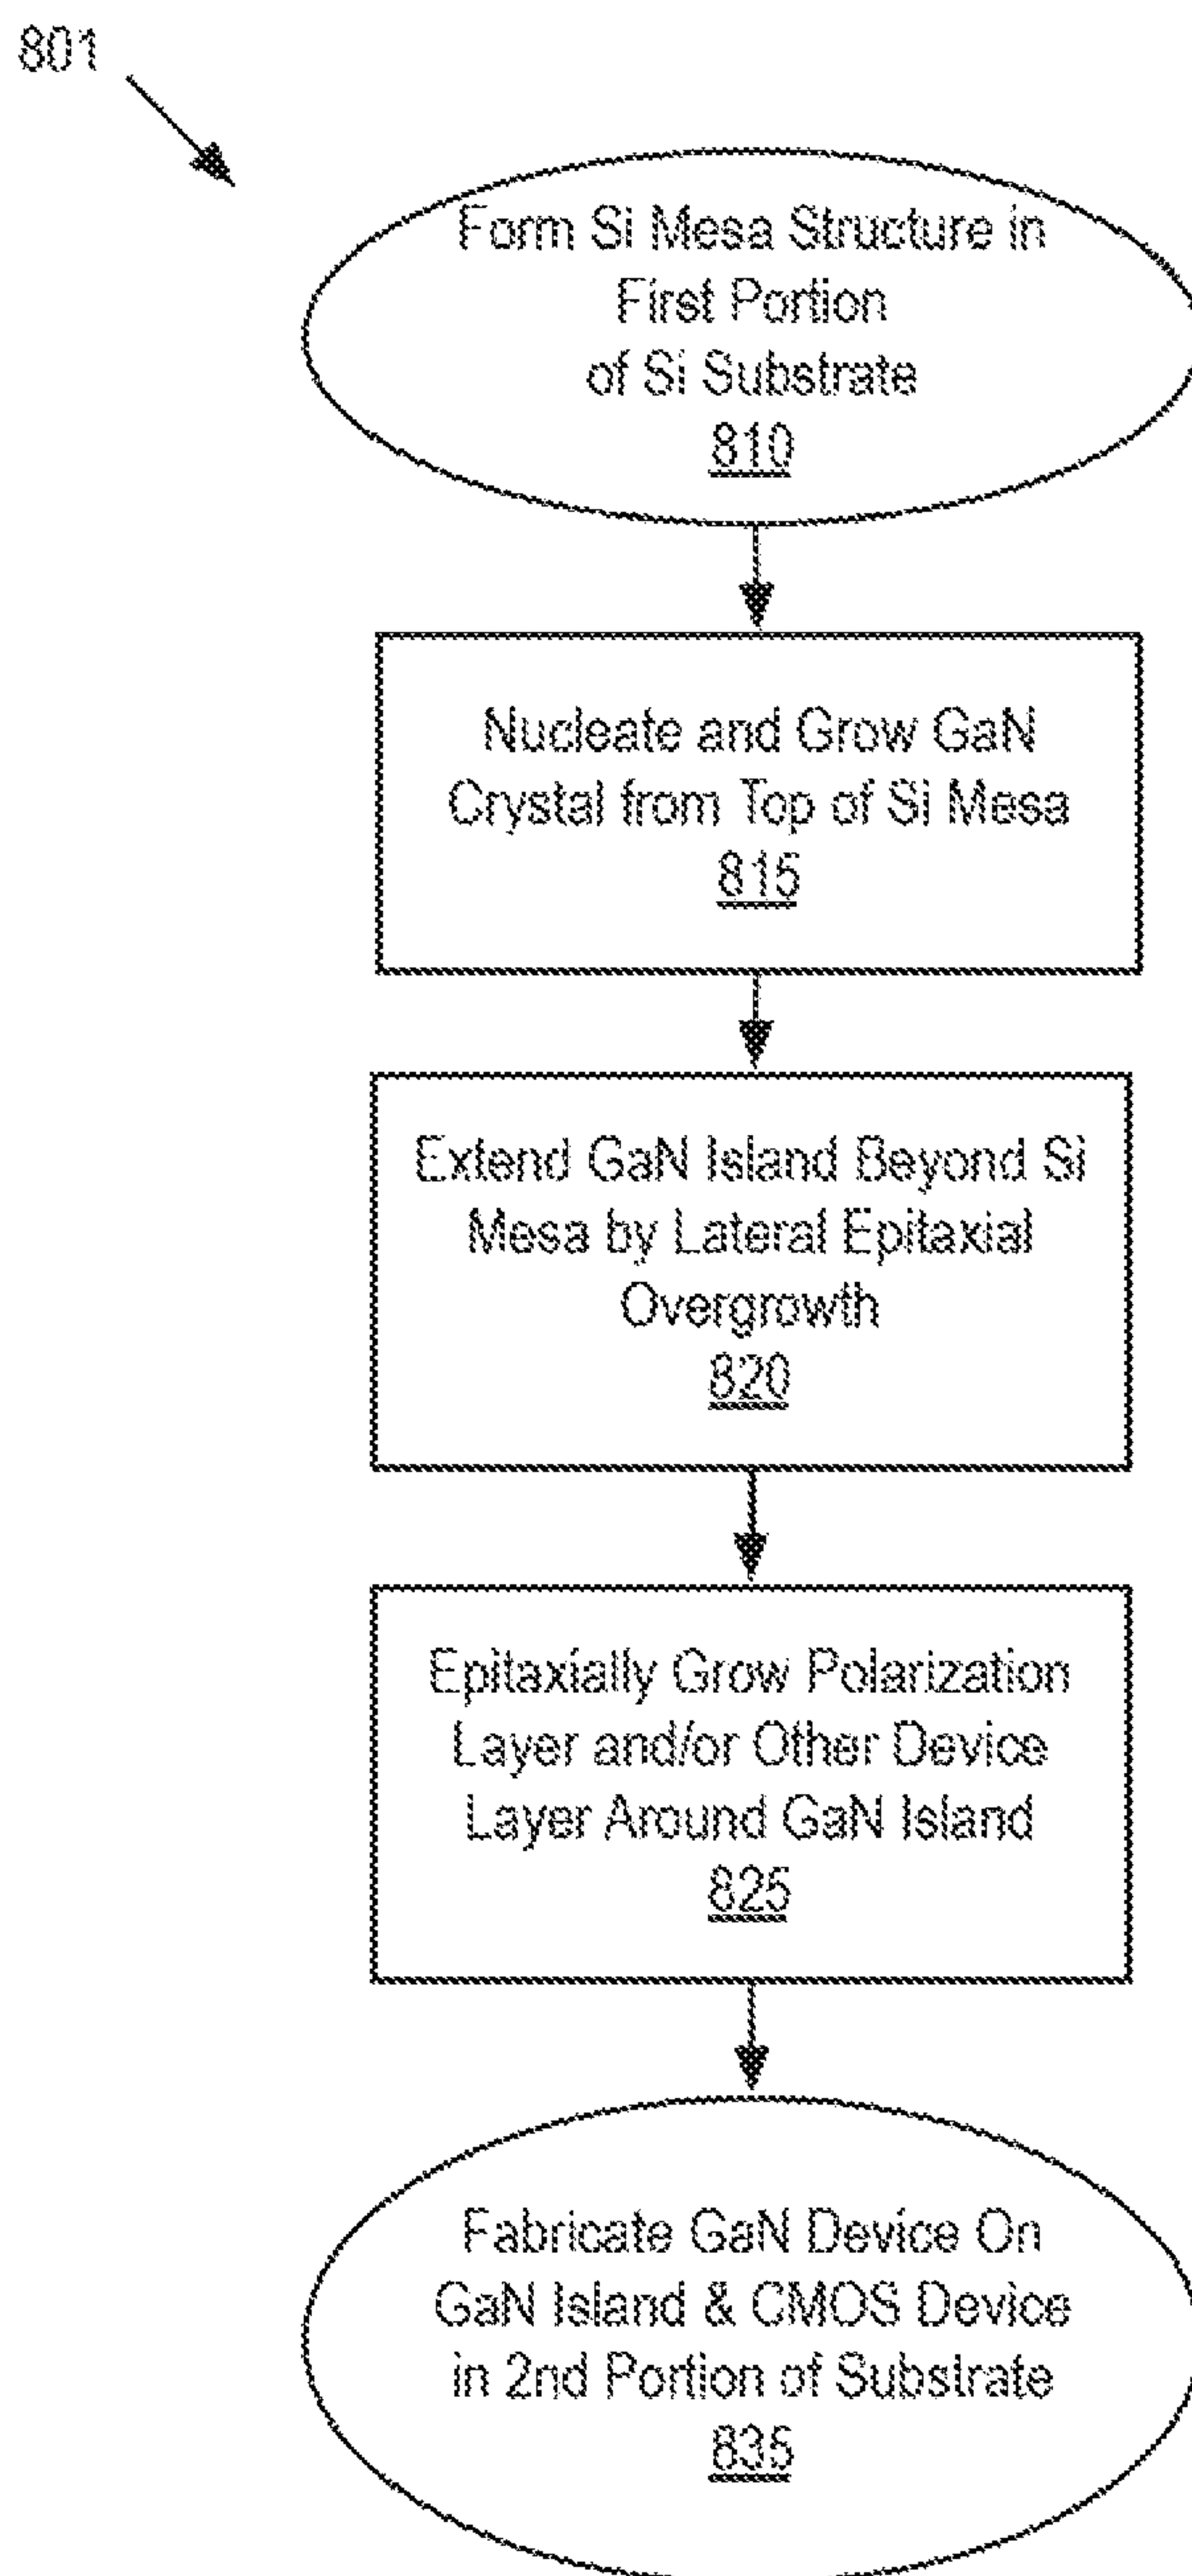 801
Form Si Mesa Structure in
First Portion
of Si Substrate
810
Nucleate and Grow GaN
Crystal from Top of Si Mesa
815
Extend GaN Island Beyond Si
Mesa by Lateral Epitaxial
Overgrowth
820
Epitaxially Grow Polarization
Layer and/or Other Device
Layer Around GaN Island
825
Fabricate GaN Device On
GaN Island & CMOS Device
in 2nd Portion of Substrate
835